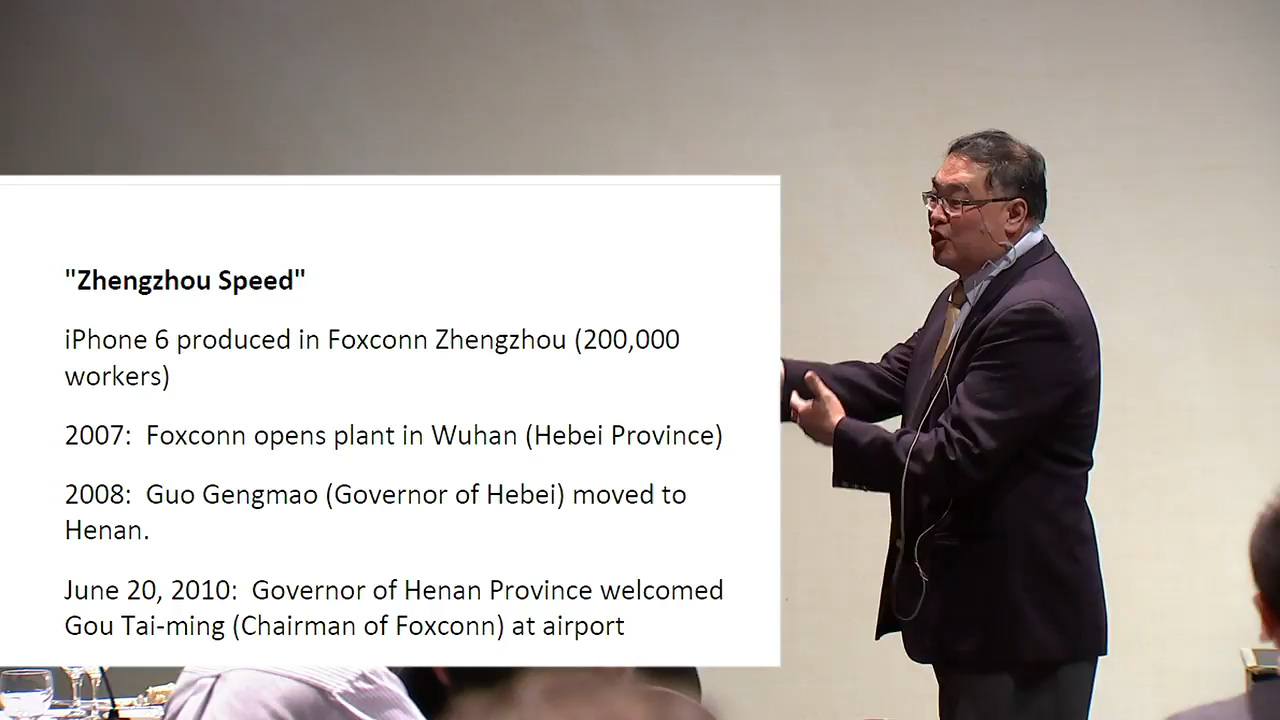 "Zhengzhou Speed"
iPhone 6 produced in Foxconn Zhengzhou (200,000
workers)
2007:  Foxconn opens plant in Wuhan (Hebei Province)
2008:  Guo Gengmao (Governor of Hebei) moved to
Henan.
June 20, 2010:  Governor of Henan Province welcomed
Gou Tai-ming (Chairman of Foxconn) at airport